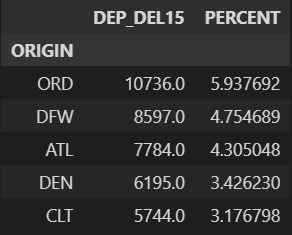 DEP_DEL15 PERCENT
ORIGIN
ORD 10736.0 5.937692
DFW 8597.0 4.754689
ATL 7784.0 4.305048
DEN 6195.0 3.426230
CLT 5744.0 3.176798